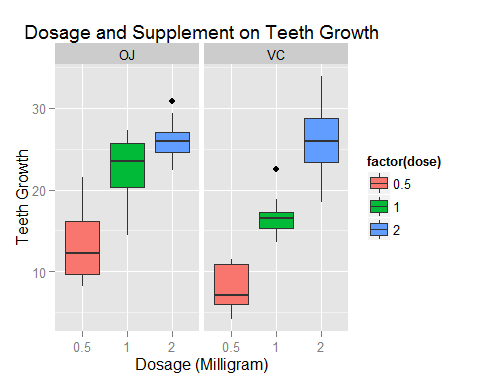 Dosage and Supplement on Teeth Growth
OJ VC
Teeth Growth
30
20
10
0.5 1 2 0.5 1 2
Dosage (Milligram)
factor(dose)
0.5
1
2